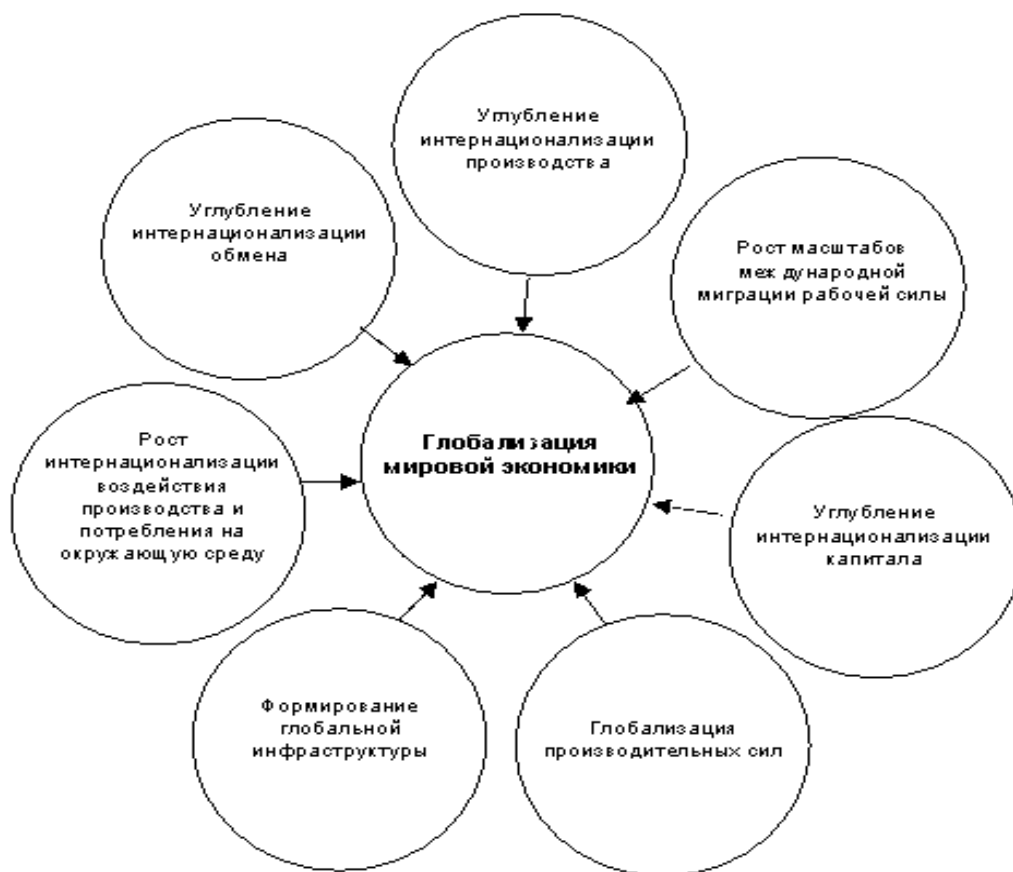 Углубление
интернационализации
производства
Углубление
интернационализации
обмена
Рост масштабов
международной
миграции рабочей силы
Глобализация
мировой экономики
Рост
интернационализации
воздействия
производства и
потребления на
окружающую среду
Углубление
интернационализации
капитала
Формирование
глобальной
инфраструктуры
Глобализация
производительных сил